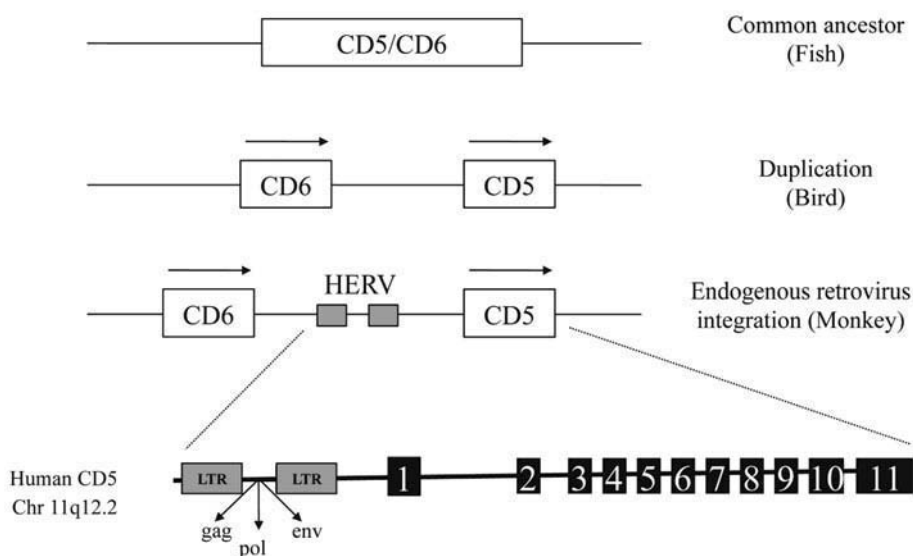 CD5/CD6
Common ancestor
(Fish)
CD6
CD5
Duplication
(Bird)
CD6
HERV
CD5
Endogenous retrovirus
integration (Monkey)
Human CD5
Chr 11q12.2
LTR
LTR
1
2
3
4
5
6
7
8
9
10
11
gag
pol
env